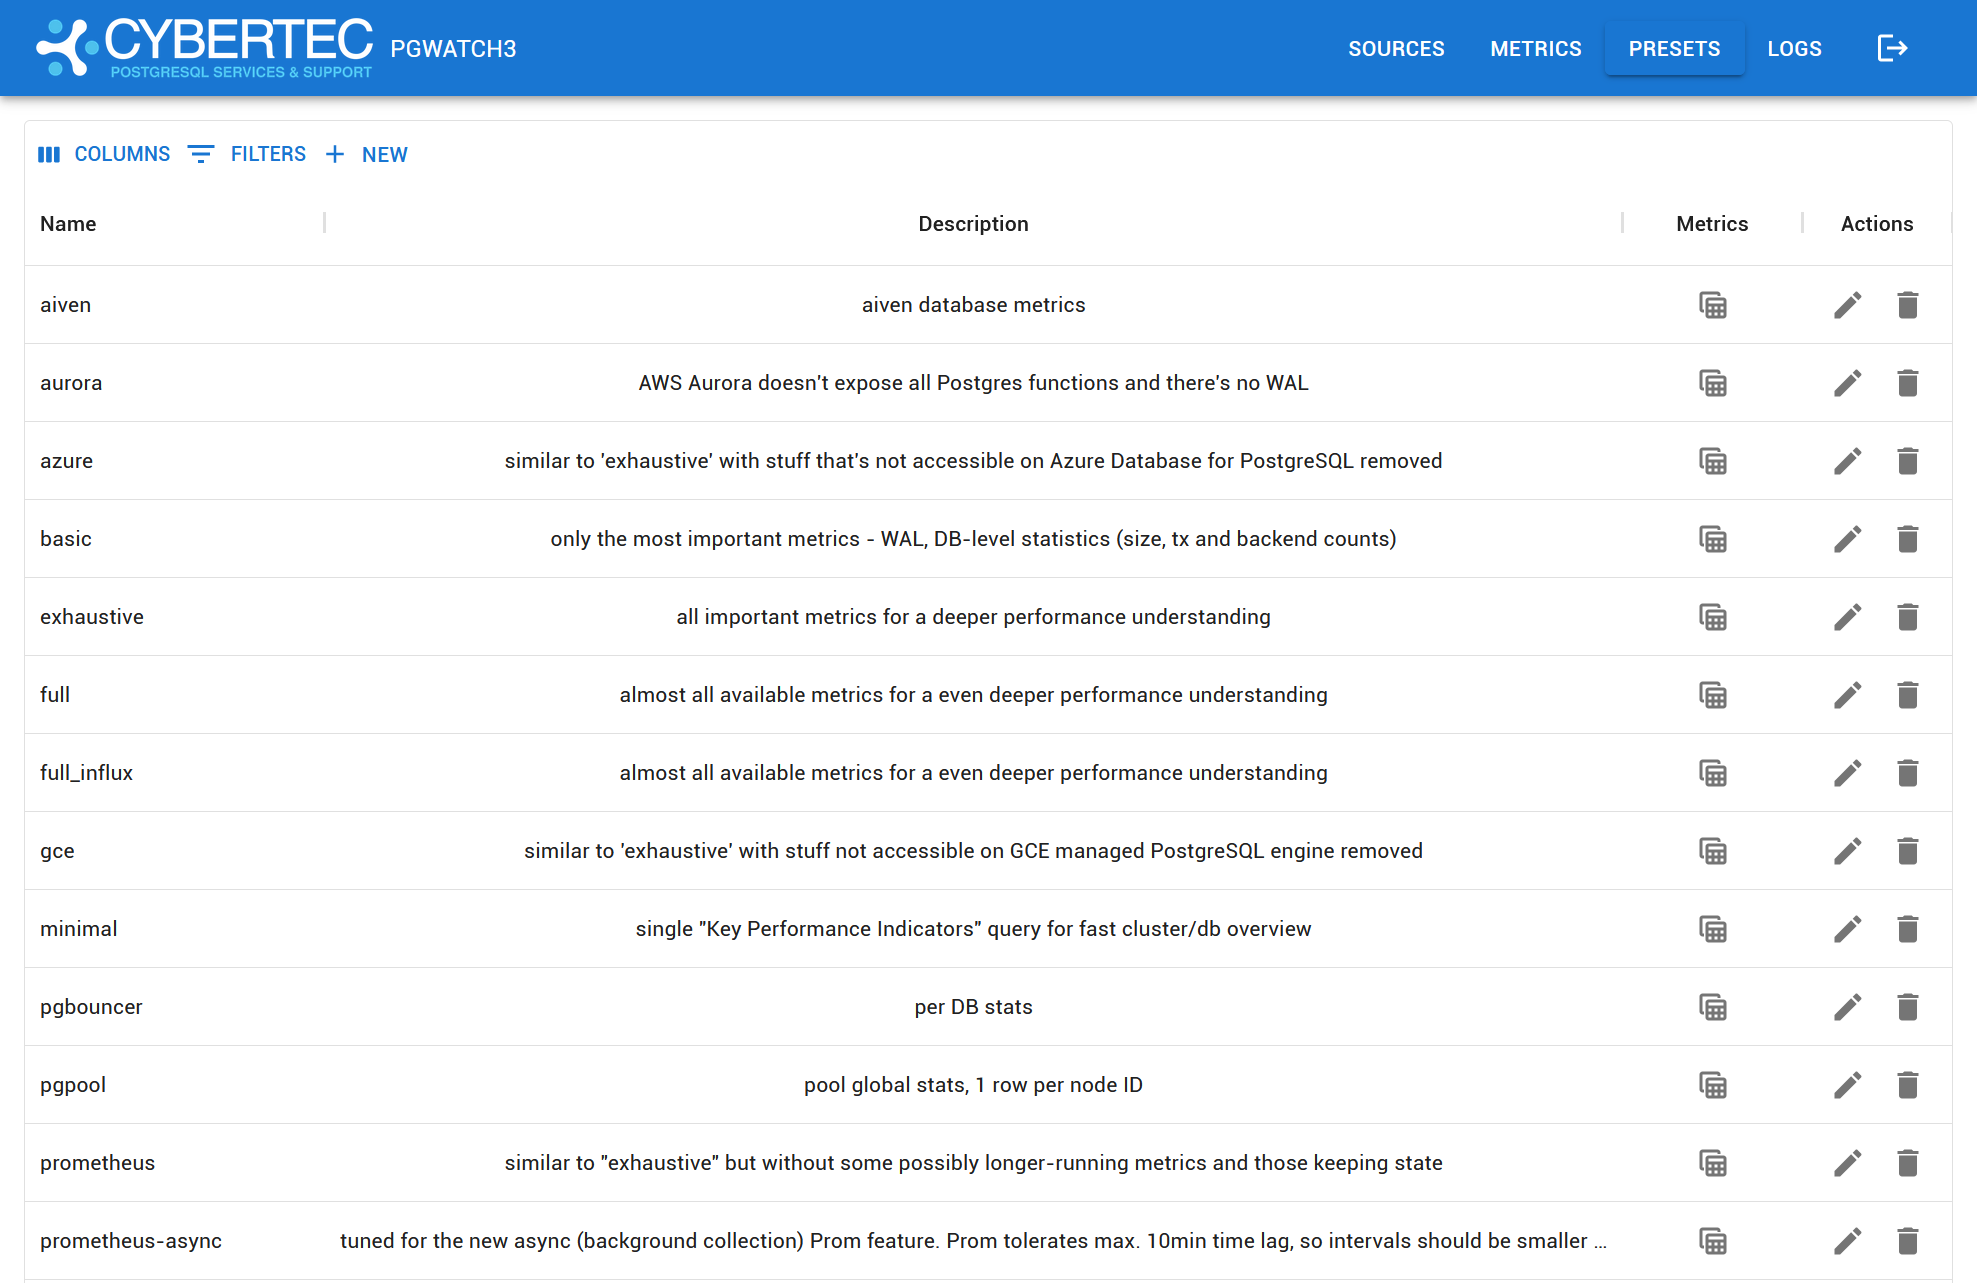 CYBERTEC
POSTGRESQL SERVICES & SUPPORT
PGWATCH3
SOURCES METRICS PRESETS LOGS
COLUMNS FILTERS NEW
Name Description Metrics Actions
aiven aiven database metrics
aurora AWS Aurora doesn't expose all Postgres functions and there's no WAL
azure similar to 'exhaustive' with stuff that's not accessible on Azure Database for PostgreSQL removed
basic only the most important metrics - WAL, DB-level statistics (size, tx and backend counts)
exhaustive all important metrics for a deeper performance understanding
full almost all available metrics for a even deeper performance understanding
full_influx almost all available metrics for a even deeper performance understanding
gce similar to 'exhaustive' with stuff not accessible on GCE managed PostgreSQL engine removed
minimal single "Key Performance Indicators" query for fast cluster/db overview
pgbouncer per DB stats
pgpool pool global stats, 1 row per node ID
prometheus similar to "exhaustive" but without some possibly longer-running metrics and those keeping state
prometheus-async tuned for the new async (background collection) Prom feature. Prom tolerates max. 10min time lag, so intervals should be smaller ...